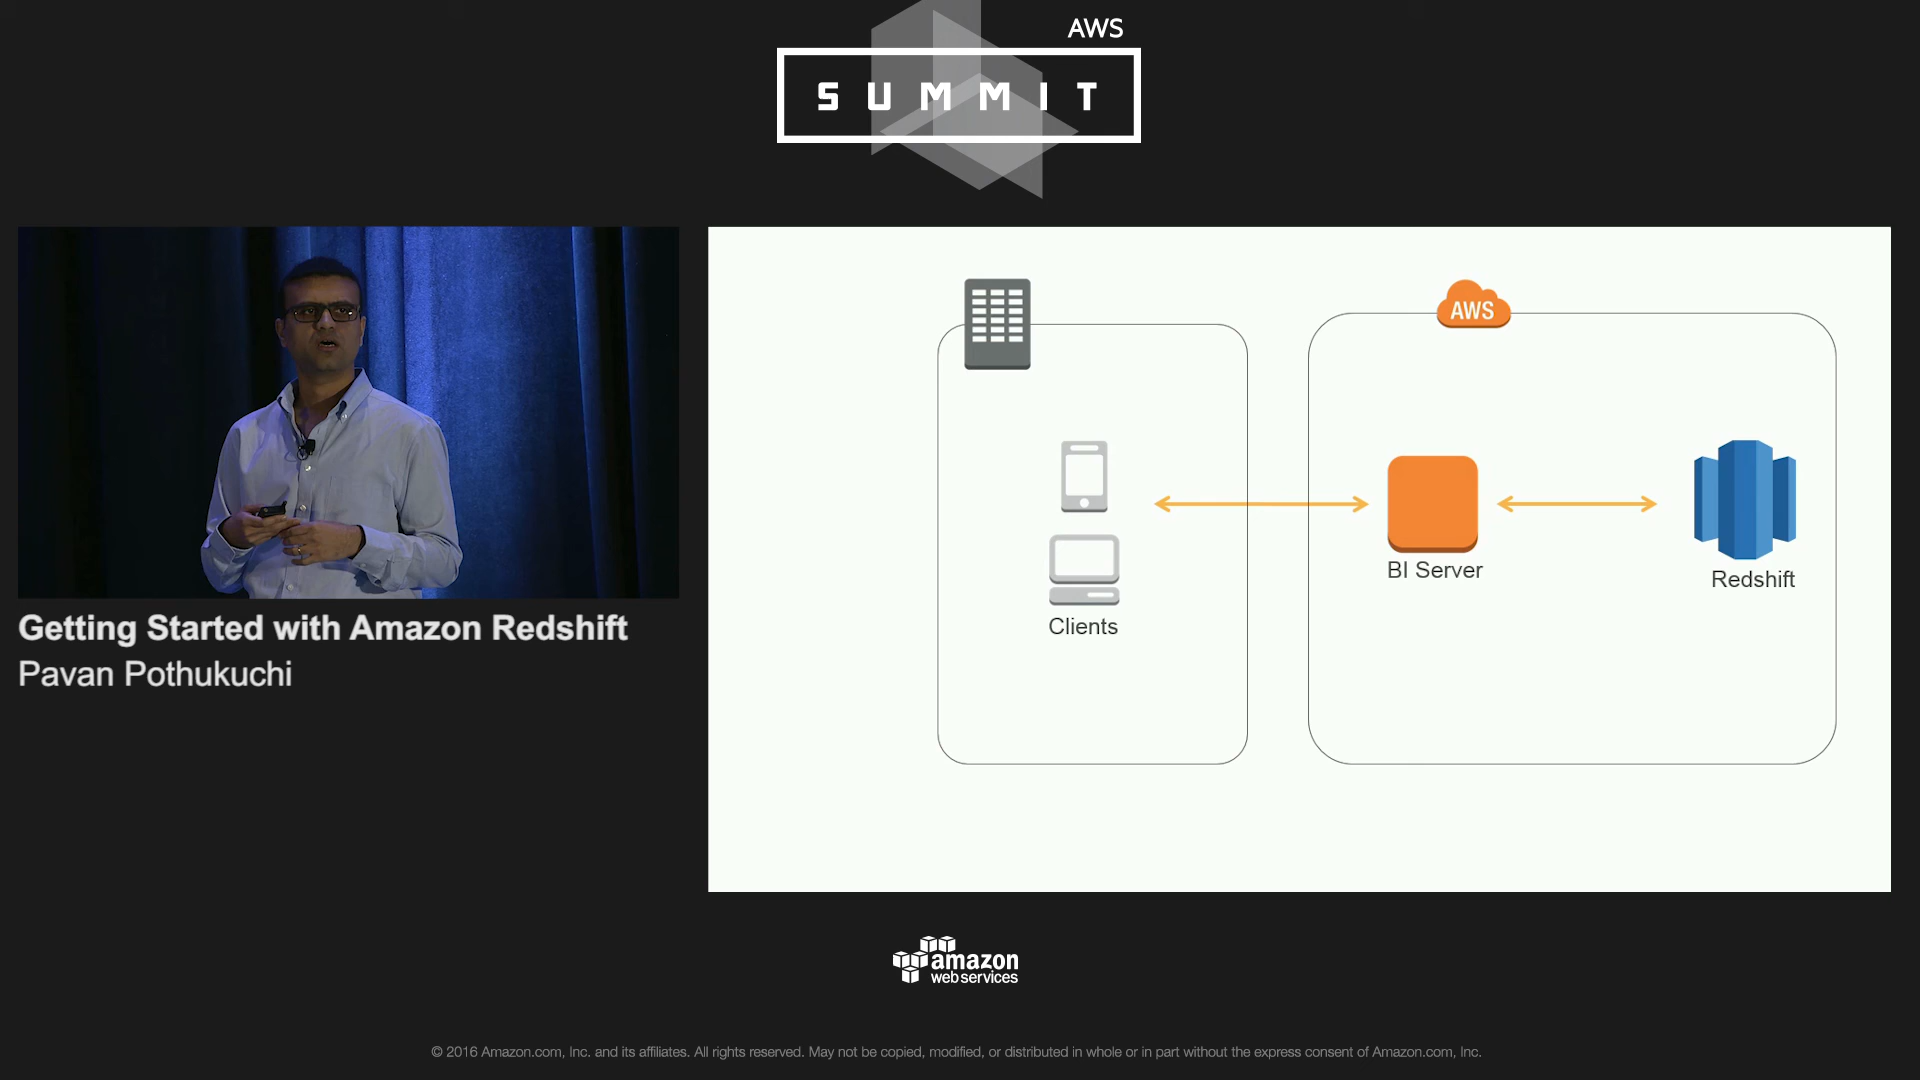 AWS
SUMMIT
AWS
BI Server
Redshift
Clients
Getting Started with Amazon Redshift
Pavan Pothukuchi
amazon
webservices
© 2016 Amazon.com, Inc. and its affiliates. All rights reserved. May not be copied, modified, or distributed in whole or in part without the express consent of Amazon.com, Inc.